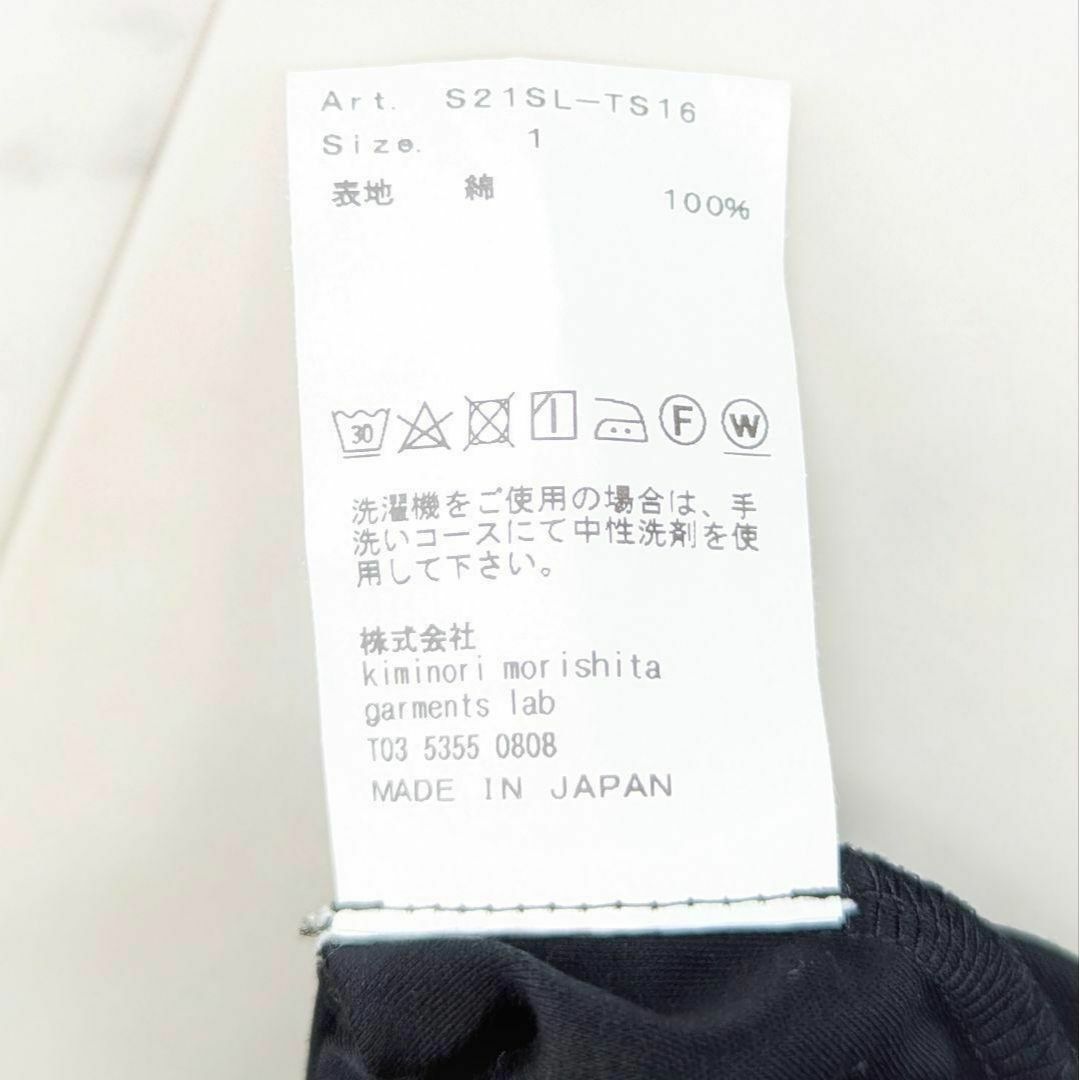 Art. S21SL-TS16
Size. 1
表地 綿 100%
30 F W
洗濯機をご使用の場合は、手
洗いコースにて中性洗剤を使
用して下さい。
株式会社
kiminori morishita
garments lab
T03 5355 0808
MADE IN JAPAN